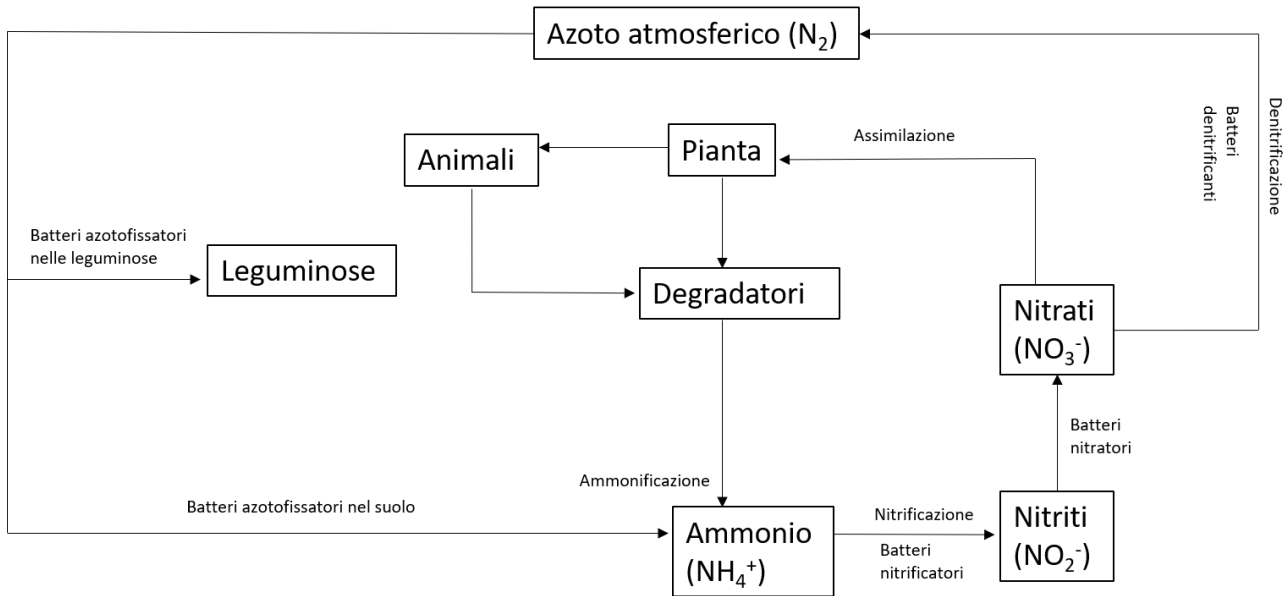 Azoto atmosferico (N₂)
Denitrificazione
Batteri
denitrificanti
Assimilazione
Pianta
Animali
Batteri azotofissatori
nelle leguminose
Leguminose
Degradatori
Nitrati
(NO₃⁻)
Batteri
nitratori
Ammonificazione
Batteri azotofissatori nel suolo
Ammonio
(NH₄⁺)
Nitrificazione
Batteri
nitrificatori
Nitriti
(NO₂⁻)